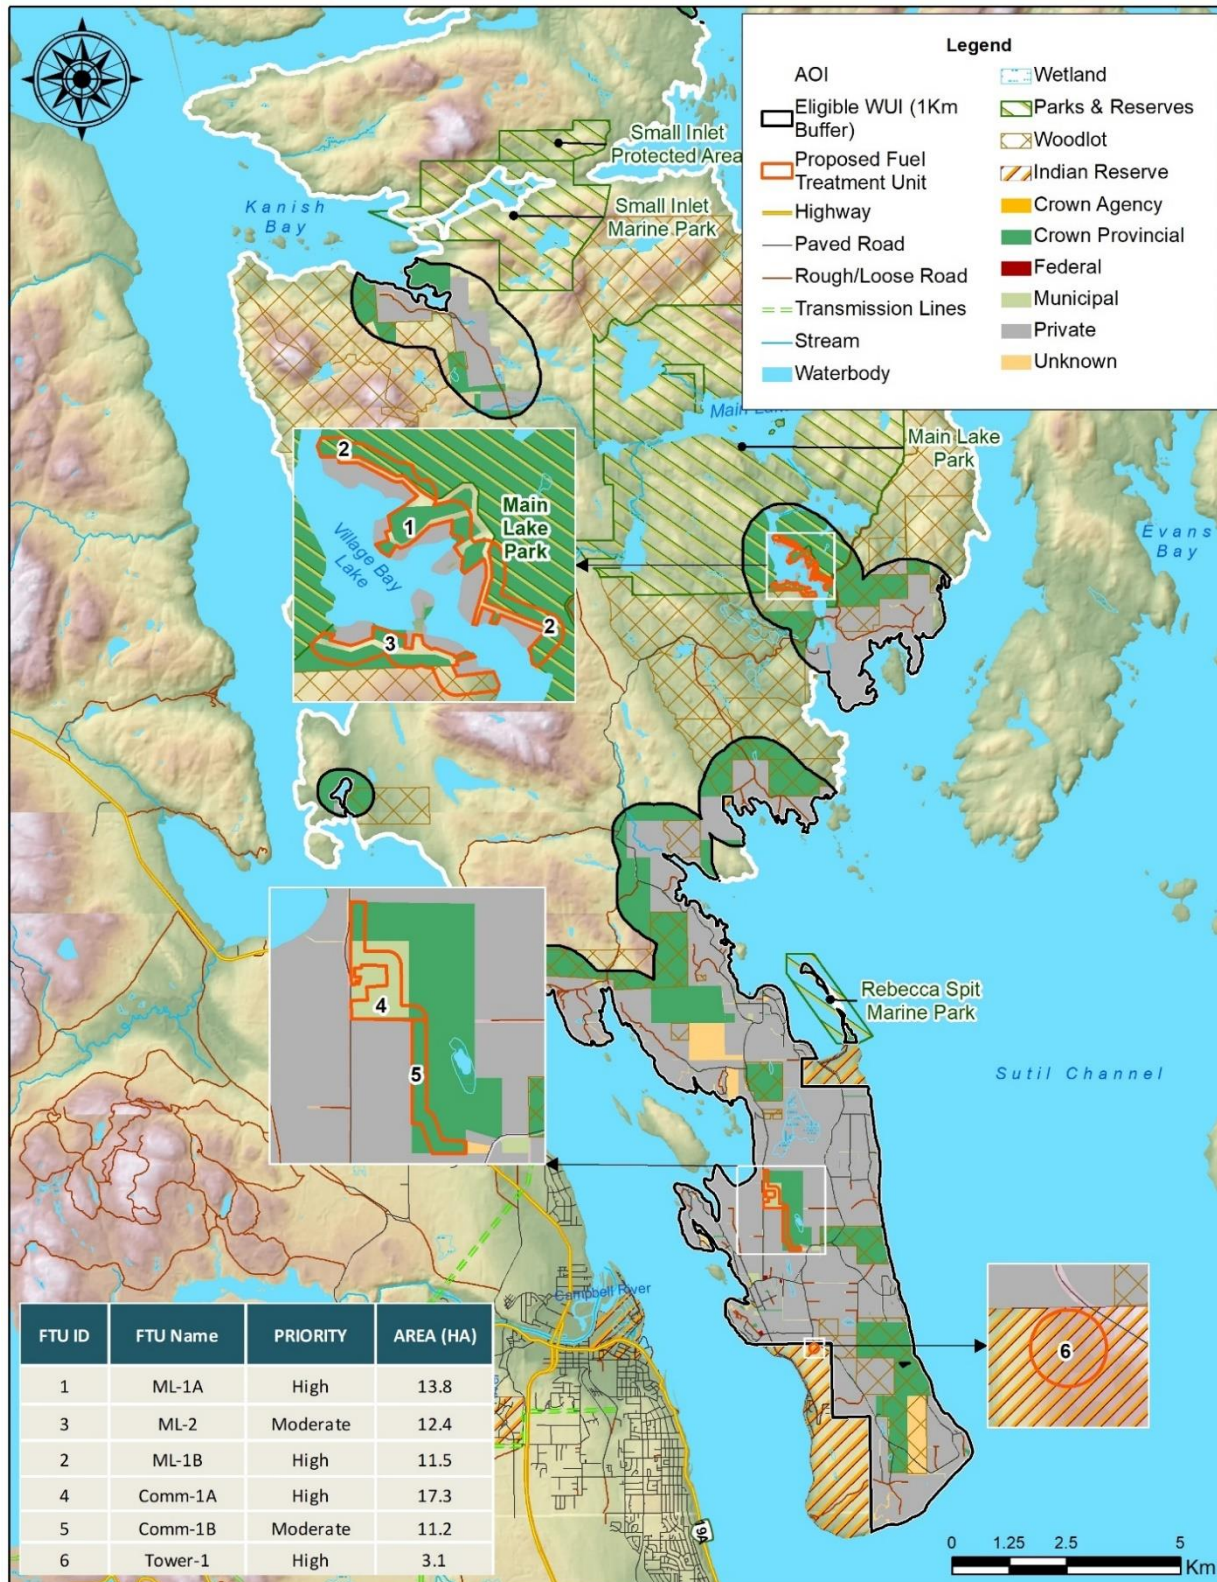 Legend
AOI
Eligible WUI (1Km
Buffer)
Proposed Fuel
Treatment Unit
Highway
Paved Road
Rough/Loose Road
Transmission Lines
Stream
Waterbody
Wetland
Parks & Reserves
Woodlot
Indian Reserve
Crown Agency
Crown Provincial
Federal
Municipal
Private
Unknown
Small Inlet
Protected Area
Kanish
Bay
Small Inlet
Marine Park
Main Lake
Main Lake
Park
2
1
Main
Lake
Park
Village Bay
Lake
2
3
Evans
Bay
4
5
Rebecca Spit
Marine Park
Sutil Channel
Campbell River
6
19A
FTU ID FTU Name PRIORITY AREA (HA)
1 ML-1A High 13.8
3 ML-2 Moderate 12.4
2 ML-1B High 11.5
4 Comm-1A High 17.3
5 Comm-1B Moderate 11.2
6 Tower-1 High 3.1
0 1.25 2.5 5
Km